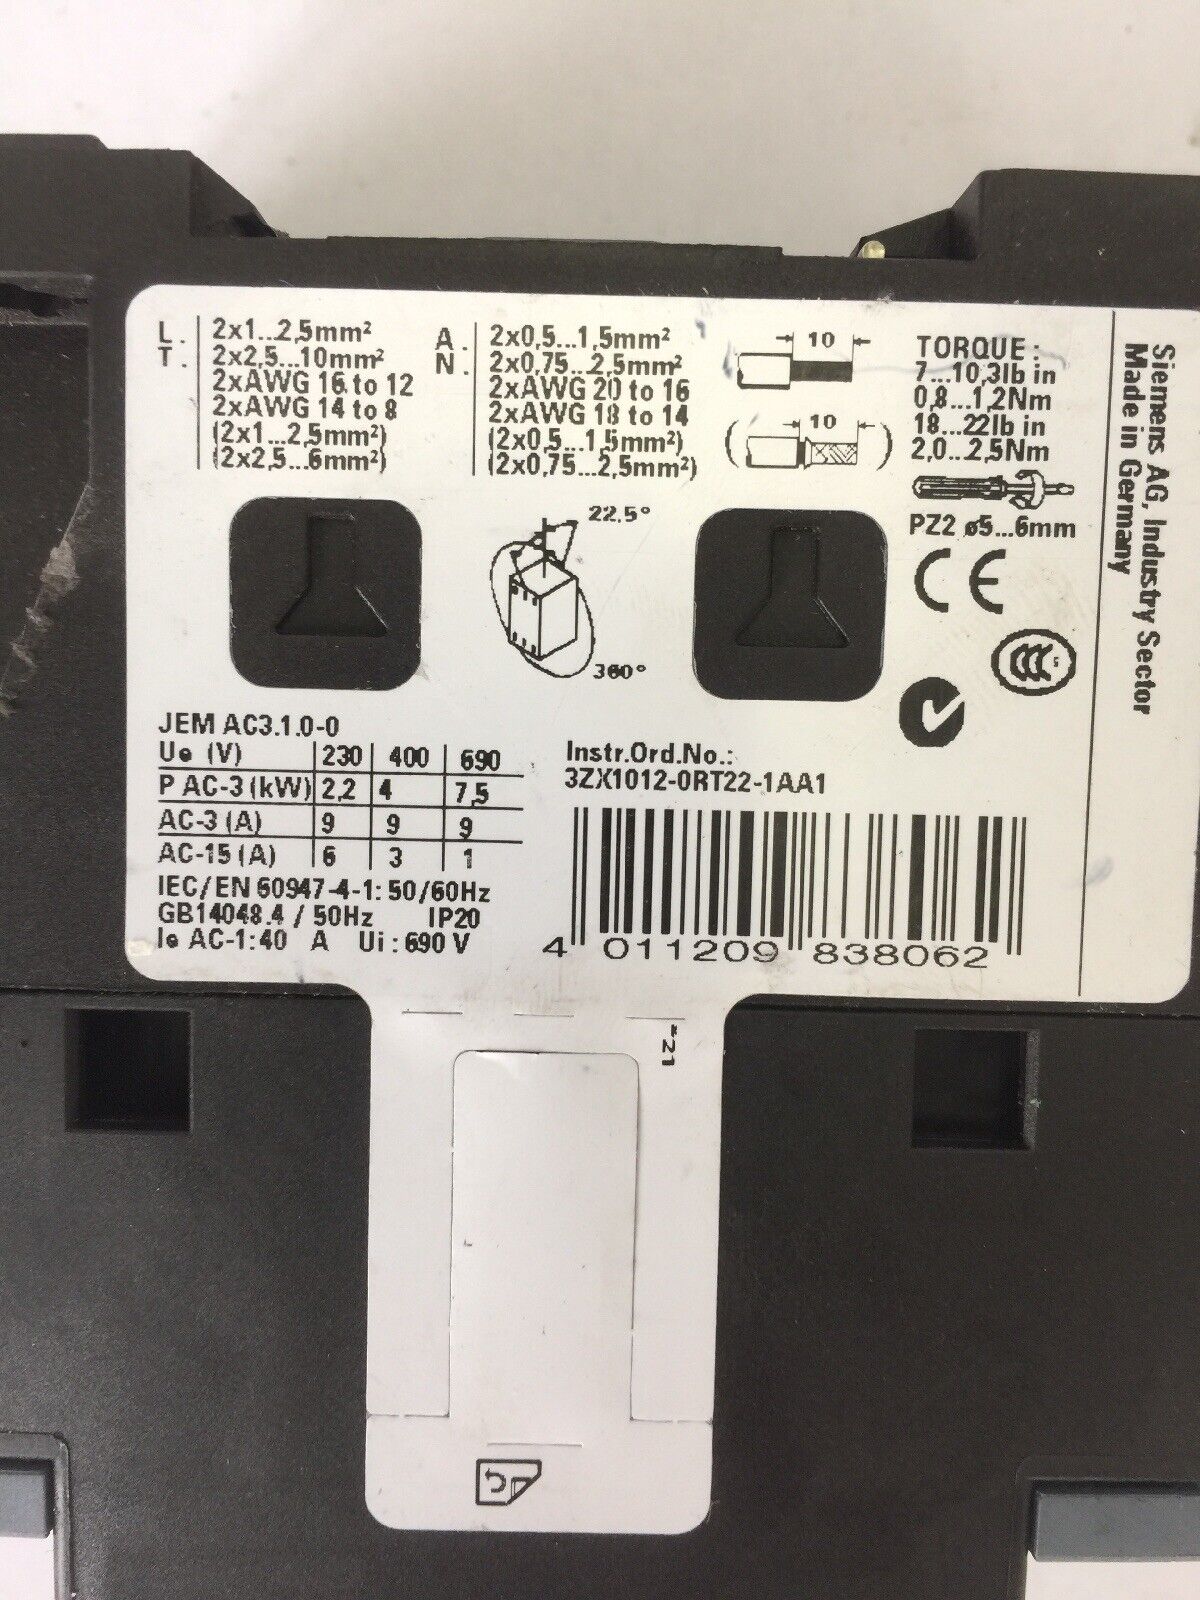 L.
T.
2x1...2,5mm²
2x2,5...10mm²
2xAWG 16 to 12
2xAWG 14 to 8
(2x1...2,5mm²)
(2x2,5...6mm²)
A.
N.
2x0,5...1,5mm²
2x0,75...2,5mm²
2xAWG 20 to 16
2xAWG 18 to 14
(2x0,5...1,5mm²)
(2x0,75...2,5mm²)
10
10
TORQUE:
7...10,3lb in
0,8...1,2Nm
18...22lb in
2,0...2,5Nm
PZ2 ø5...6mm
CE
CCC S
Siemens AG, Industry Sector
Made in Germany
22.5°
360°
JEM AC3.1.0-0
Ue (V) 230 400 690
P AC-3 (kW) 2,2 4 7,5
AC-3 (A) 9 9 9
AC-15 (A) 6 3 1
IEC/EN 60947-4-1: 50/60Hz
GB14048.4 / 50Hz IP20
Ie AC-1: 40 A Ui: 690 V
Instr.Ord.No.:
3ZX1012-0RT22-1AA1
4 011209 838062
*21